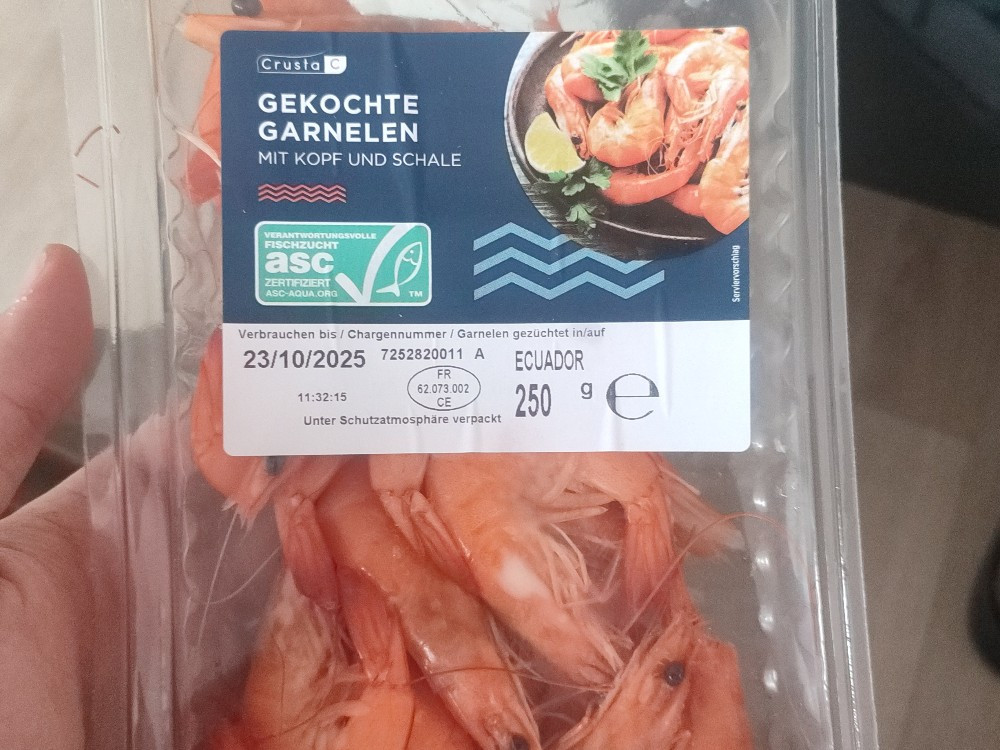 Crusta C
GEKOCHTE
GARNELEN
MIT KOPF UND SCHALE
VERANTWORTUNGSVOLLE
FISCHZUCHT
asc
ZERTIFIZIERT
ASC-AQUA.ORG
TM
Serviervorschlag
Verbrauchen bis / Chargennummer / Garnelen gezüchtet in/auf
23/10/2025 7252820011 A ECUADOR
FR
62.073.002
CE
11:32:15
250 g e
Unter Schutzatmosphäre verpackt